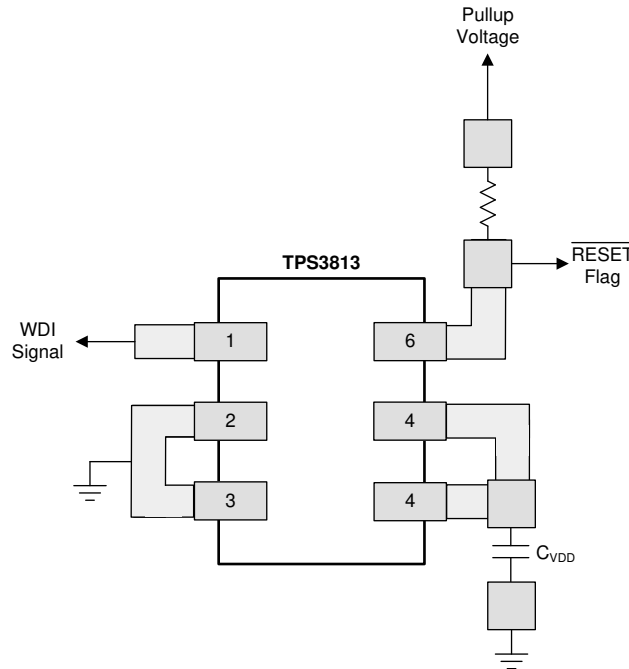 Pullup
Voltage
TPS3813
RESET
Flag
WDI
Signal
1
6
2
4
3
4
CVDD